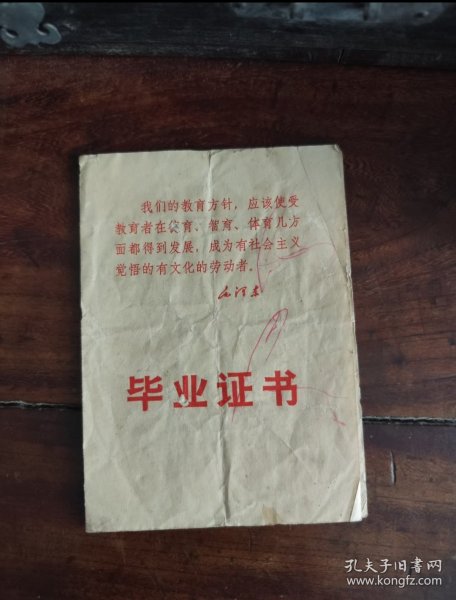 我们的教育方针，应该使受
教育者在德育、智育、体育几方
面都得到发展，成为有社会主义
觉悟的有文化的劳动者。
毛泽东
毕业证书
孔夫子旧书网
www.kongfz.com